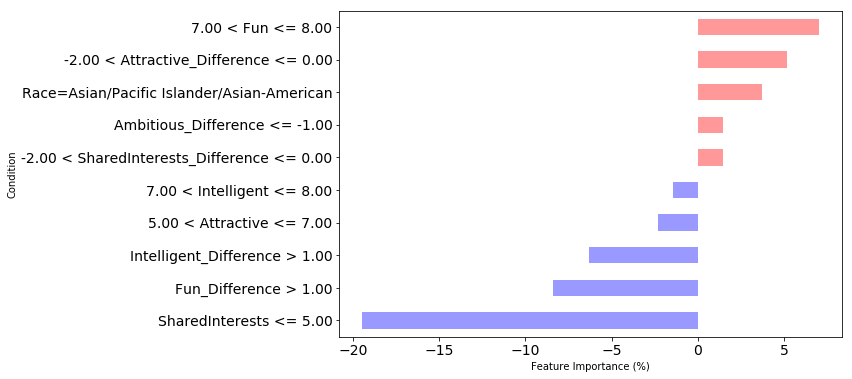 7.00 < Fun <= 8.00
-2.00 < Attractive_Difference <= 0.00
Race=Asian/Pacific Islander/Asian-American
Ambitious_Difference <= -1.00
-2.00 < SharedInterests_Difference <= 0.00
7.00 < Intelligent <= 8.00
5.00 < Attractive <= 7.00
Intelligent_Difference > 1.00
Fun_Difference > 1.00
SharedInterests <= 5.00
Condition
−20 −15 −10 −5 0 5
Feature Importance (%)